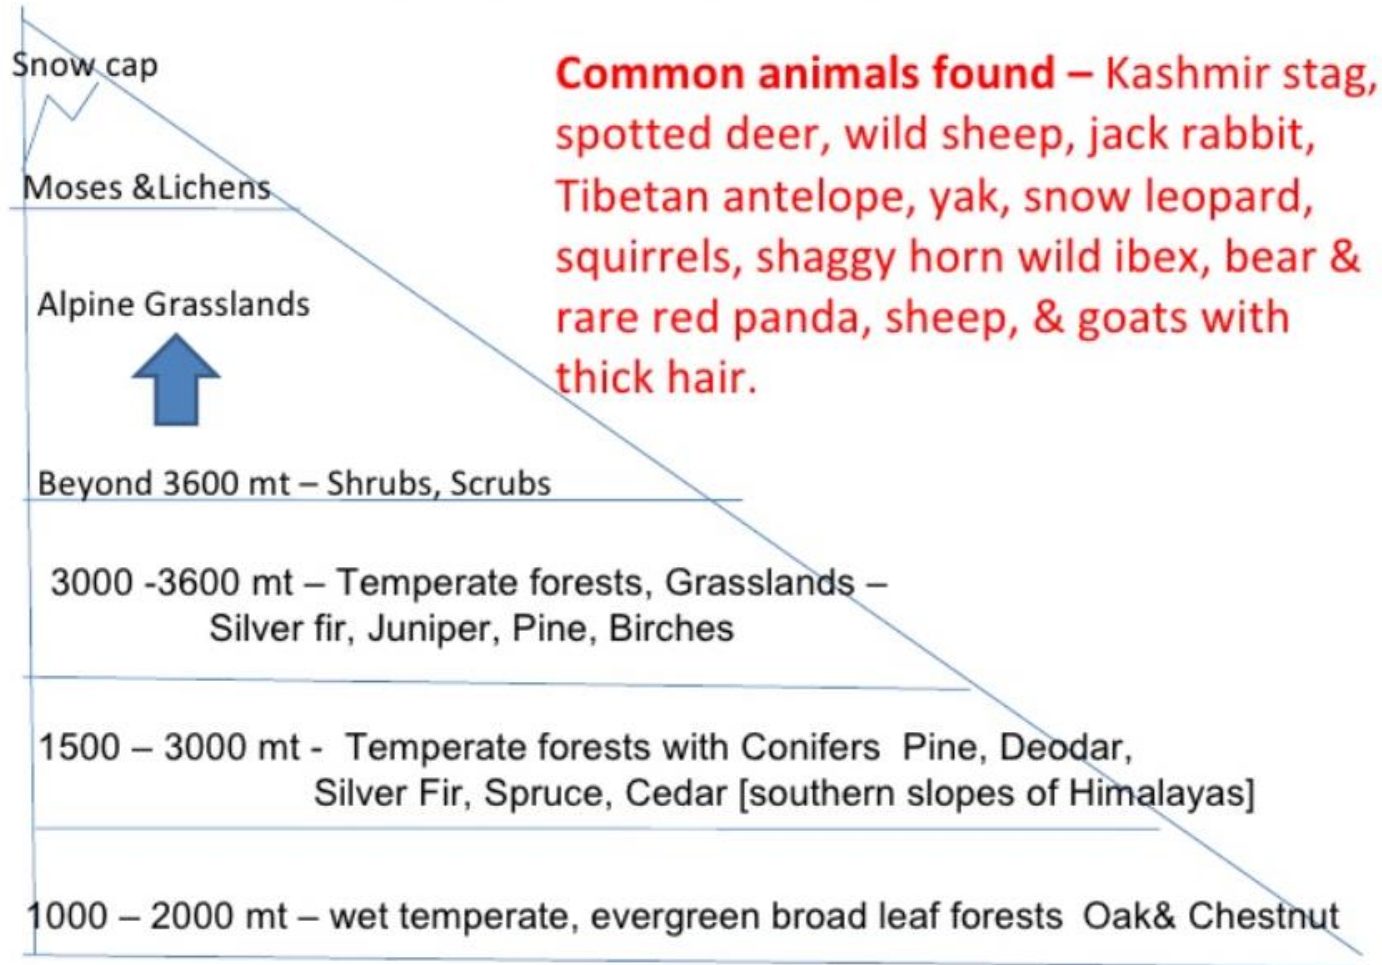 Snow cap
Moses &Lichens
Alpine Grasslands
Beyond 3600 mt – Shrubs, Scrubs
3000 -3600 mt – Temperate forests, Grasslands –
Silver fir, Juniper, Pine, Birches
1500 – 3000 mt - Temperate forests with Conifers Pine, Deodar,
Silver Fir, Spruce, Cedar [southern slopes of Himalayas]
1000 – 2000 mt – wet temperate, evergreen broad leaf forests Oak& Chestnut
Common animals found – Kashmir stag,
spotted deer, wild sheep, jack rabbit,
Tibetan antelope, yak, snow leopard,
squirrels, shaggy horn wild ibex, bear &
rare red panda, sheep, & goats with
thick hair.